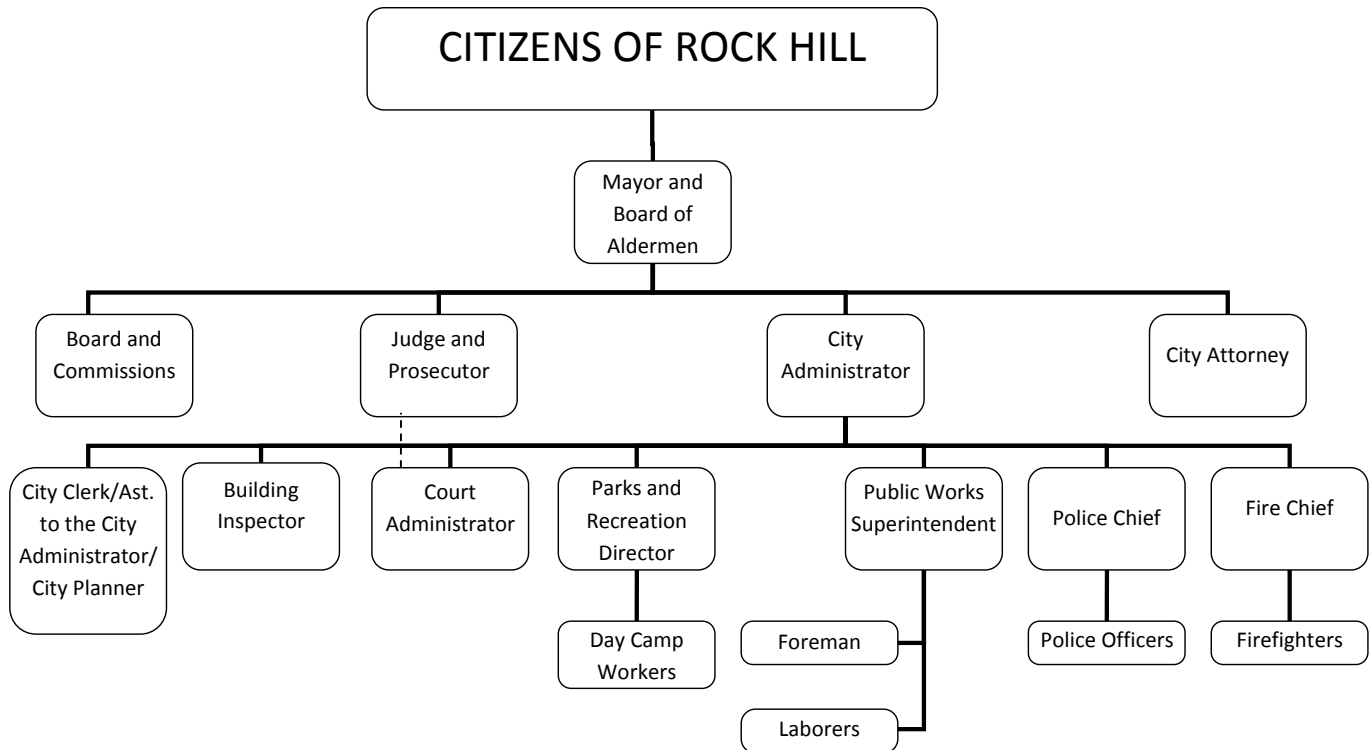 CITIZENS OF ROCK HILL
Mayor and
Board of
Aldermen
Board and
Commissions
Judge and
Prosecutor
City
Administrator
City Attorney
City Clerk/Ast.
to the City
Administrator/
City Planner
Building
Inspector
Court
Administrator
Parks and
Recreation
Director
Public Works
Superintendent
Police Chief
Fire Chief
Day Camp
Workers
Foreman
Laborers
Police Officers
Firefighters